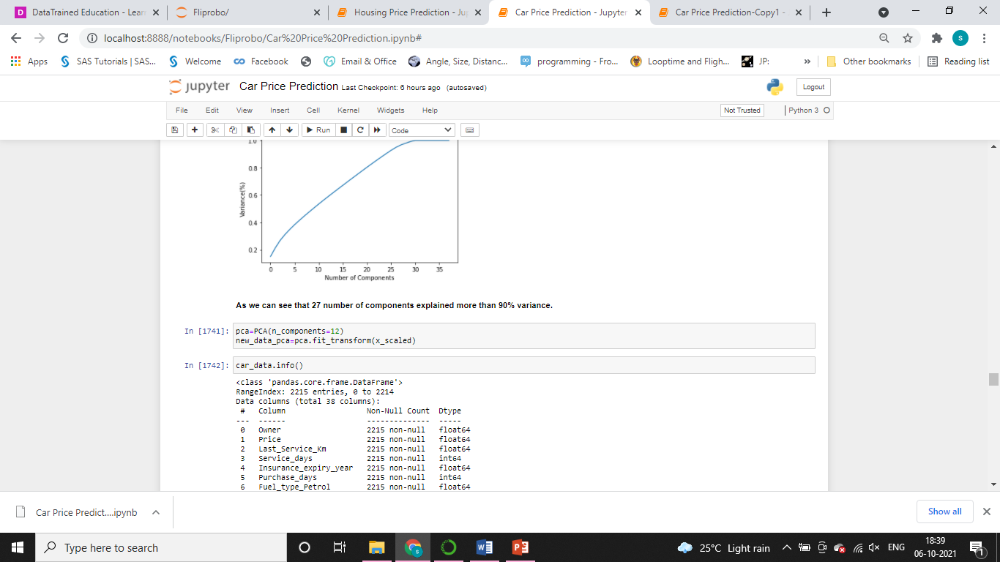 D DataTrained Education - Lear
Fliprobo/
Housing Price Prediction - Ju
Car Price Prediction - Jupyter
Car Price Prediction-Copy1 -
localhost:8888/notebooks/Fliprobo/Car%20Price%20Prediction.ipynb#
s
Apps
SAS Tutorials | SAS...
Welcome
Facebook
Email & Office
Angle, Size, Distanc...
programming - Fro...
Looptime and Fligh...
JP:
»
Other bookmarks
Reading list
jupyter Car Price Prediction Last Checkpoint: 6 hours ago (autosaved)
Logout
File Edit View Insert Cell Kernel Widgets Help
Not Trusted
Python 3
Run
Code
1.0
0.8
0.6
0.4
0.2
Variance(%)
0 5 10 15 20 25 30 35
Number of Components
As we can see that 27 number of components explained more than 90% variance.
In [1741]: pca=PCA(n_components=12)
new_data_pca=pca.fit_transform(x_scaled)
In [1742]: car_data.info()
<class 'pandas.core.frame.DataFrame'>
RangeIndex: 2215 entries, 0 to 2214
Data columns (total 38 columns):
# Column Non-Null Count Dtype
--- ------ -------------- -----
0 Owner 2215 non-null float64
1 Price 2215 non-null float64
2 Last_Service_Km 2215 non-null float64
3 Service_days 2215 non-null int64
4 Insurance_expiry_year 2215 non-null float64
5 Purchase_days 2215 non-null int64
6 Fuel_type_Petrol 2215 non-null float64
Car Price Predict....ipynb
Show all
Type here to search
25°C Light rain
ENG
18:39
06-10-2021
1